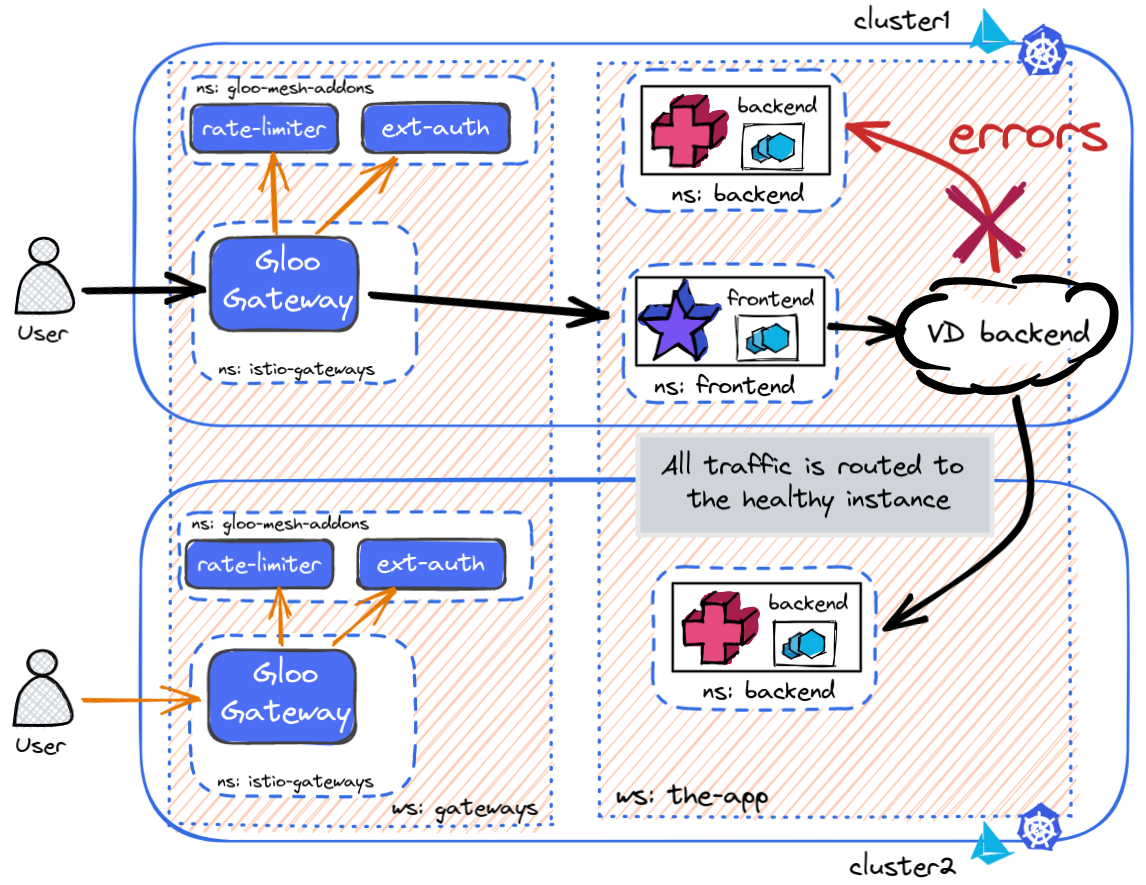 cluster1
ns: gloo-mesh-addons
rate-limiter
ext-auth
backend
ns: backend
errors
User
Gloo
Gateway
ns: istio-gateways
frontend
ns: frontend
VD backend
All traffic is routed to
the healthy instance
ns: gloo-mesh-addons
rate-limiter
ext-auth
backend
ns: backend
User
Gloo
Gateway
ns: istio-gateways
ws: gateways
ws: the-app
cluster2